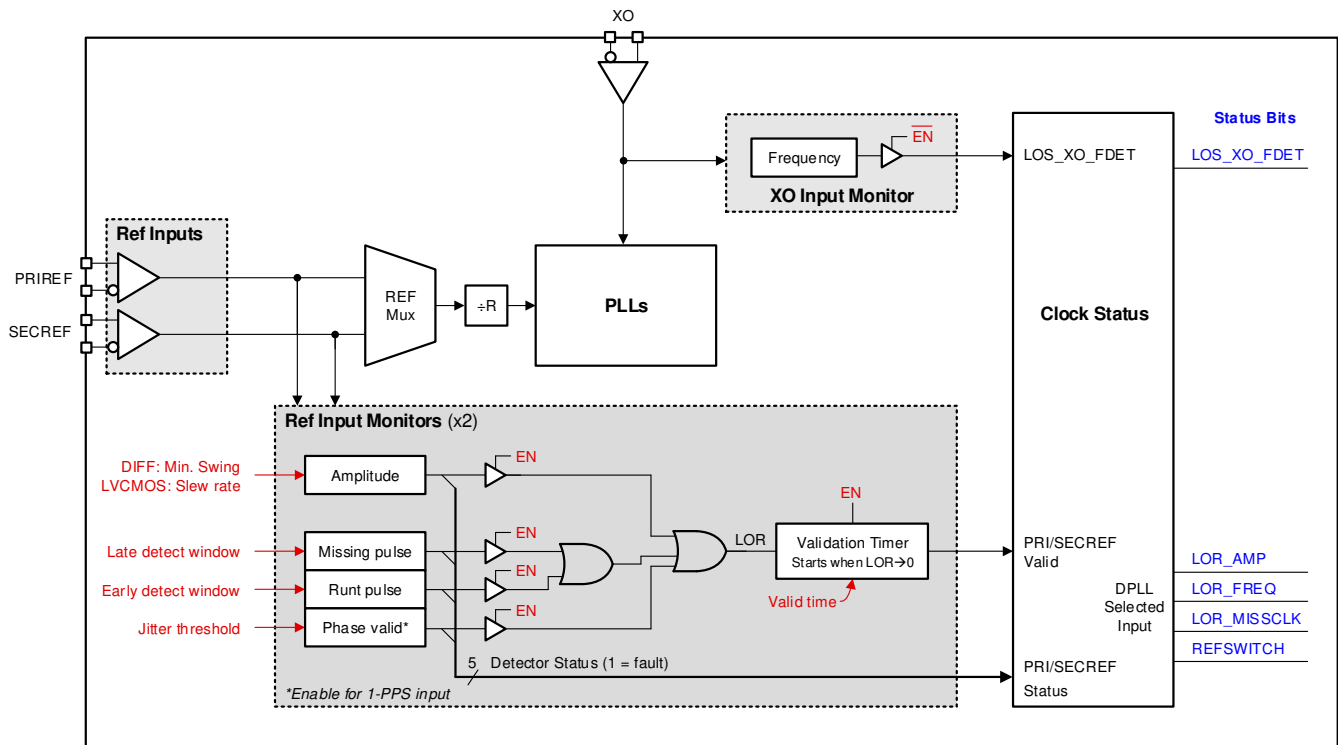 XO
Status Bits
EN
Frequency
LOS_XO_FDET
LOS_XO_FDET
XO Input Monitor
Ref Inputs
PRIREF
SECREF
REF
Mux
÷R
PLLs
Clock Status
Ref Input Monitors (x2)
DIFF: Min. Swing
LVCMOS: Slew rate
Amplitude
EN
EN
Late detect window
Missing pulse
EN
LOR
Validation Timer
Starts when LOR→0
PRI/SECREF
Valid
LOR_AMP
Early detect window
Runt pulse
EN
Valid time
DPLL
Selected
Input
LOR_FREQ
Jitter threshold
Phase valid*
EN
LOR_MISSCLK
REFSWITCH
5 Detector Status (1 = fault)
PRI/SECREF
Status
*Enable for 1-PPS input